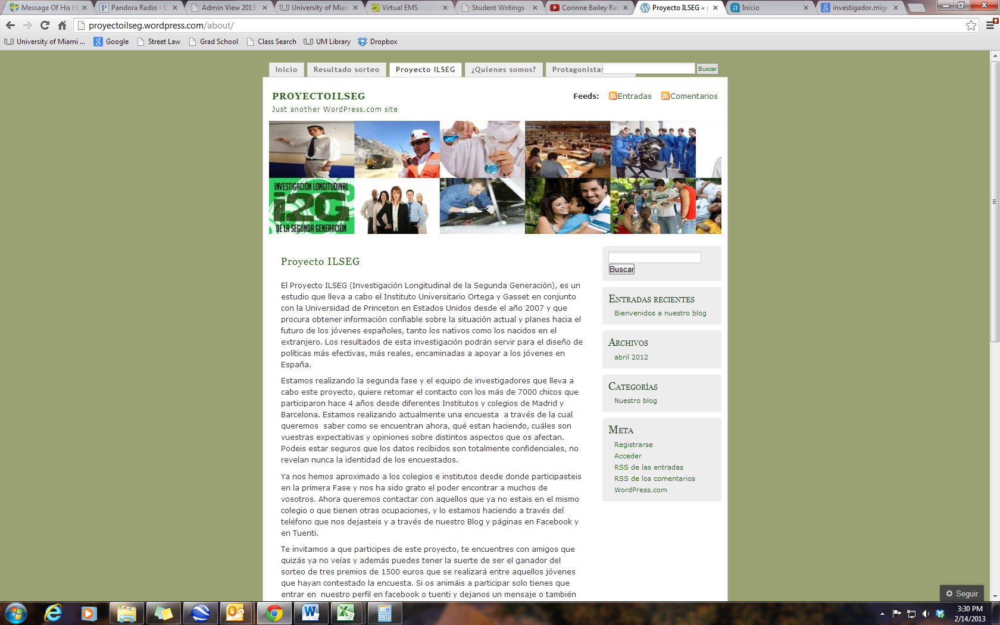 Message Of His H
Pandora Radio - L
Admin View 2013
University of Mian
Virtual EMS
Student Writings
Corinne Bailey Rae
Proyecto ILSEG « p
Inicio
investigador.migr
proyectoilseg.wordpress.com/about/
University of Miami ...
Google
Street Law
Grad School
Class Search
UM Library
Dropbox
Inicio
Resultado sorteo
Proyecto ILSEG
¿Quienes somos?
Protagonistas
Buscar
PROYECTOILSEG
Just another WordPress.com site
Feeds: Entradas Comentarios
INVESTIGACIÓN LONGITUDINAL
i2G
DE LA SEGUNDA GENERACIÓN
Proyecto ILSEG
El Proyecto ILSEG (Investigación Longitudinal de la Segunda Generación), es un
estudio que lleva a cabo el Instituto Universitario Ortega y Gasset en conjunto
con la Universidad de Princeton en Estados Unidos desde el año 2007 y que
procura obtener información confiable sobre la situación actual y planes hacia el
futuro de los jóvenes españoles, tanto los nativos como los nacidos en el
extranjero. Los resultados de esta investigación podrán servir para el diseño de
políticas más efectivas, más reales, encaminadas a apoyar a los jóvenes en
España.
Estamos realizando la segunda fase y el equipo de investigadores que lleva a
cabo este proyecto, quiere retomar el contacto con los más de 7000 chicos que
participaron hace 4 años desde diferentes Institutos y colegios de Madrid y
Barcelona. Estamos realizando actualmente una encuesta  a través de la cual
queremos  saber como se encuentran ahora, qué estan haciendo, cuáles son
vuestras expectativas y opiniones sobre distintos aspectos que os afectan.
Podeis estar seguros que los datos recibidos son totalmente confidenciales, no
revelan nunca la identidad de los encuestados.
Ya nos hemos aproximado a los colegios e institutos desde donde participasteis
en la primera Fase y nos ha sido grato el poder encontrar a muchos de
vosotros. Ahora queremos contactar con aquellos que ya no estais en el mismo
colegio o que tienen otras ocupaciones, y lo estamos haciendo a través del
teléfono que nos dejasteis y a través de nuestro Blog y páginas en Facebook y
en Tuenti.
Te invitamos a que participes de este proyecto, te encuentres con amigos que
quizás ya no veías y además puedes tener la suerte de ser el ganador del
sorteo de tres premios de 1500 euros que se realizará entre aquellos jóvenes
que hayan contestado la encuesta. Si os animáis a participar solo tienes que
entrar en  nuestro perfil en facebook o tuenti y dejanos un mensaje o también
Buscar
ENTRADAS RECIENTES
Bienvenidos a nuestro blog
ARCHIVOS
abril 2012
CATEGORÍAS
Nuestro blog
META
Registrarse
Acceder
RSS de las entradas
RSS de los comentarios
WordPress.com
Seguir
3:30 PM
2/14/2013